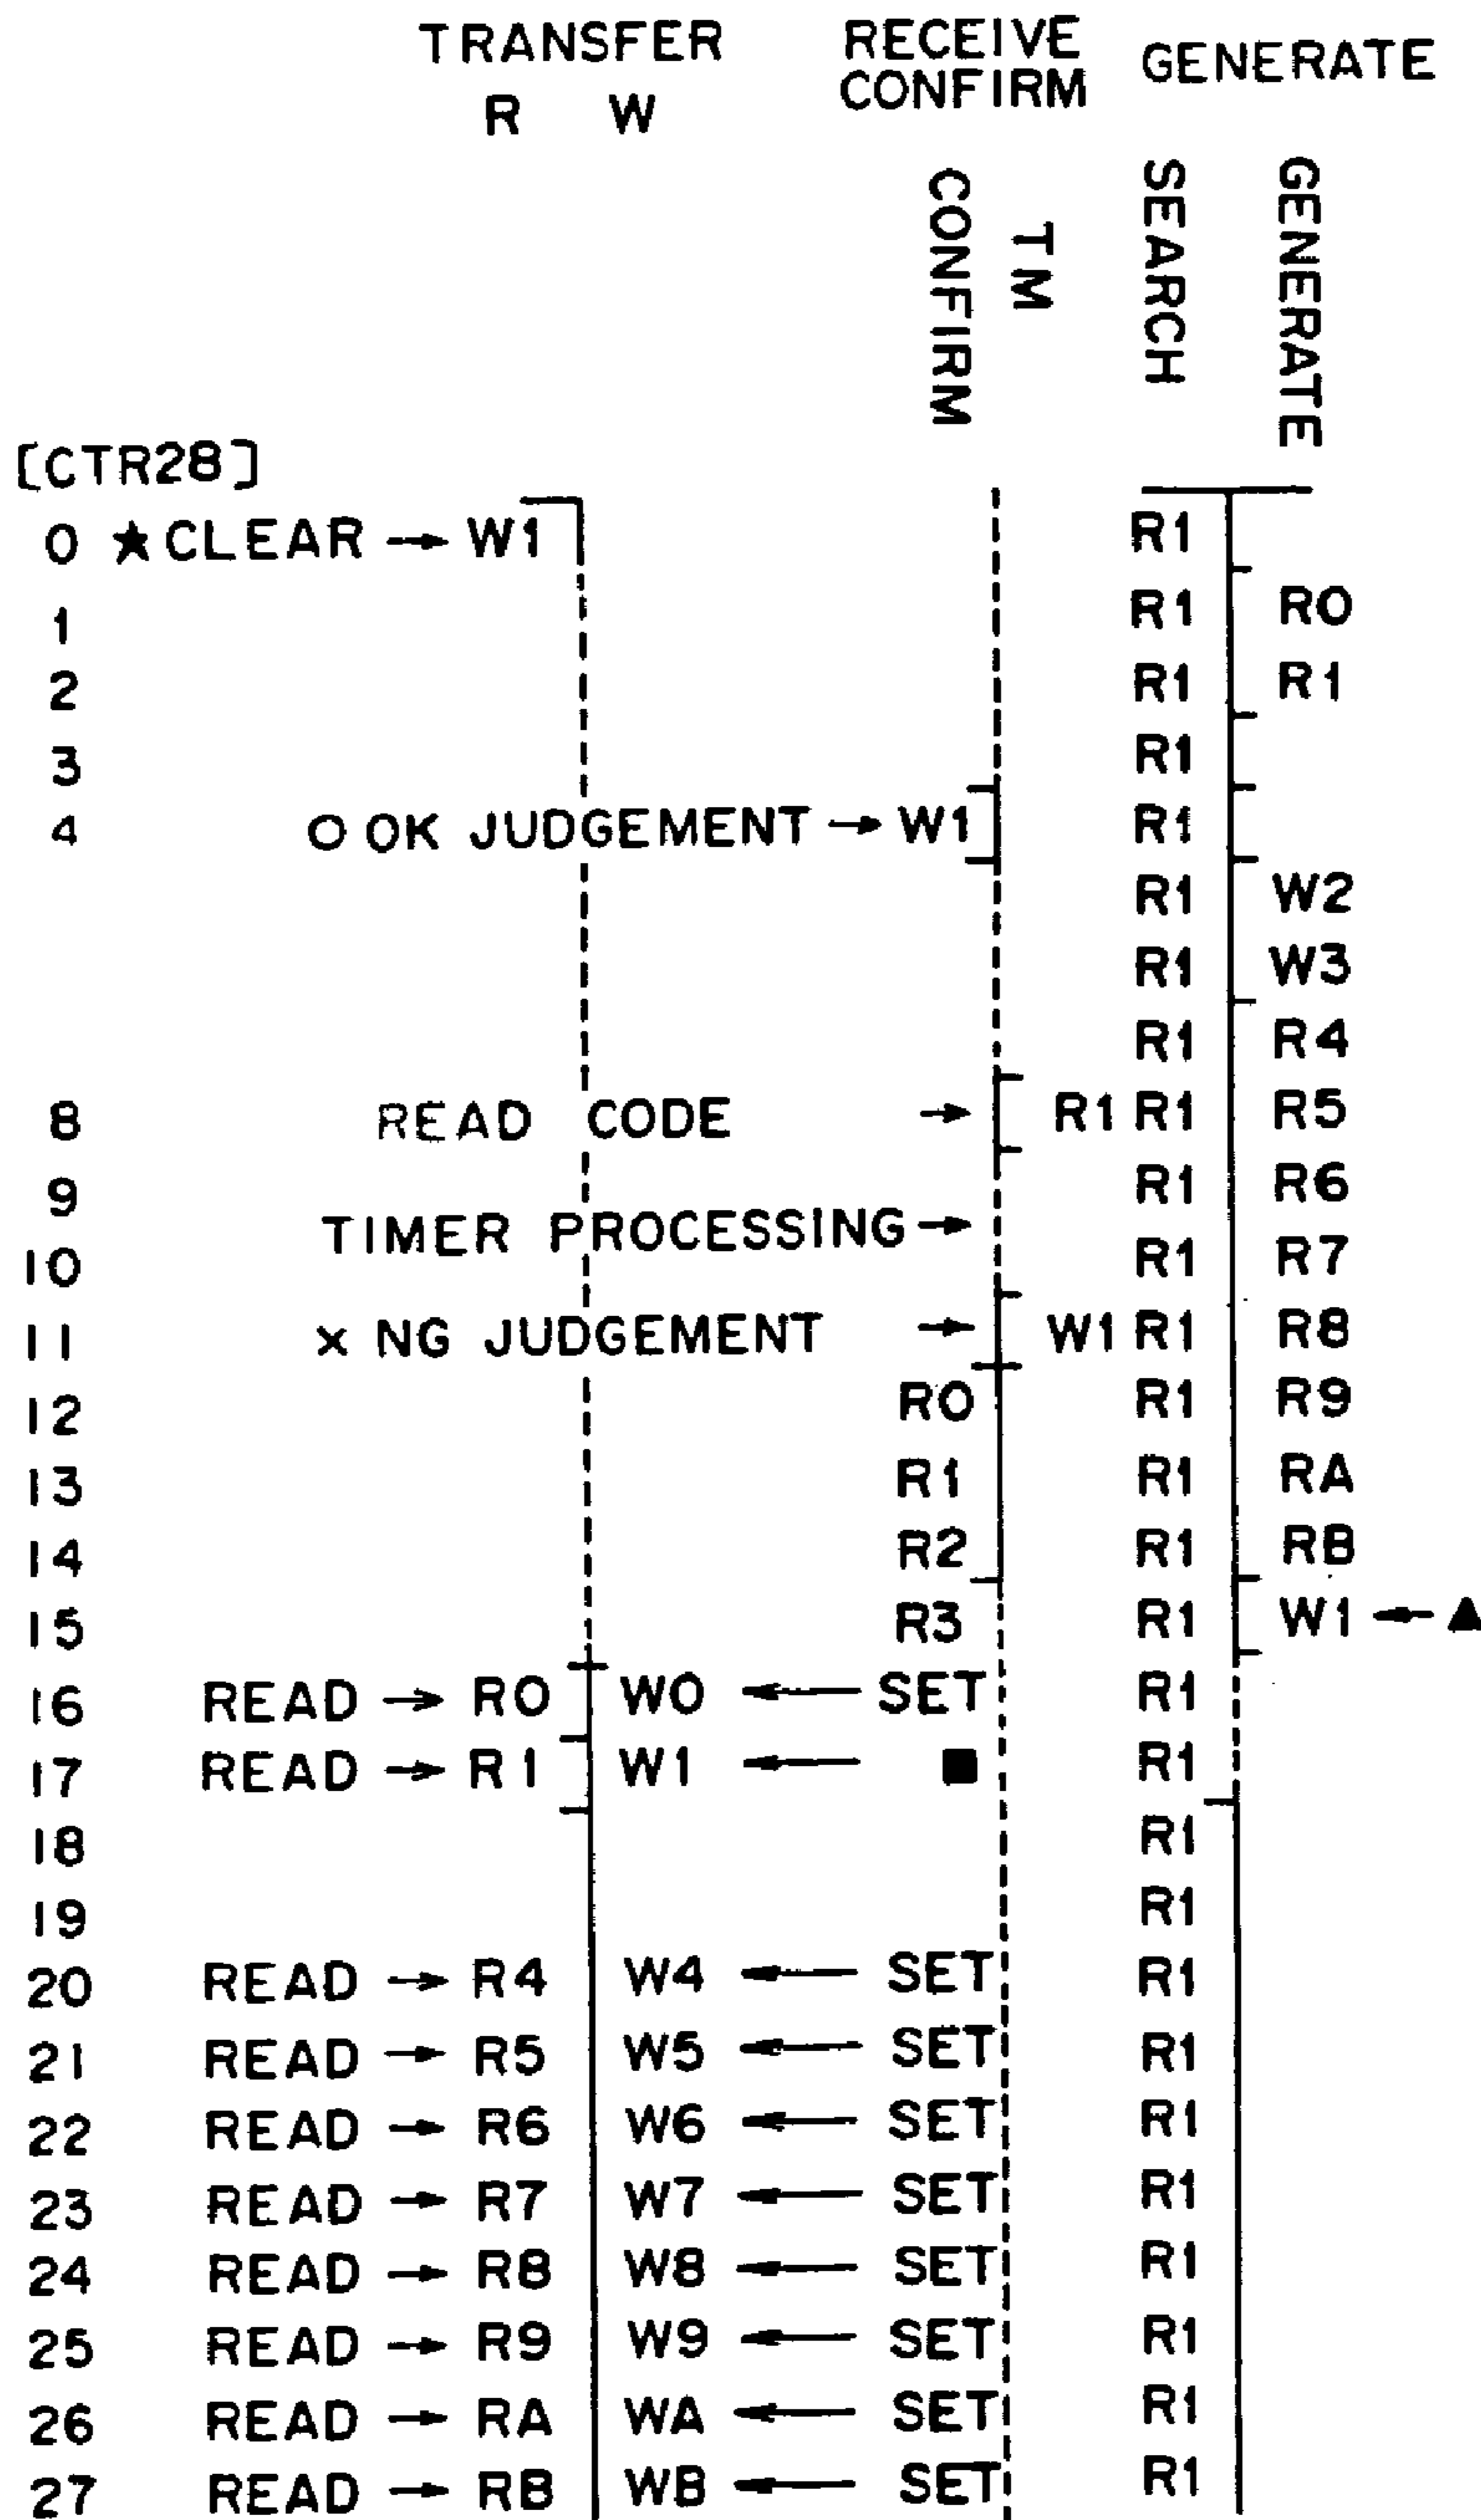 TRANSFER RECEIVE GENERATE
R W CONFIRM
CONFIRM TM SEARCH GENERATE
[CTR28]
0 ★CLEAR → W1 R1
1 R1 R0
2 R1 R1
3 R1
4 O OK JUDGEMENT → W1 R1
R1 W2
R1 W3
R1 R4
8 READ CODE → R1 R1 R5
9 R1 R6
TIMER PROCESSING →
10 R1 R7
11 × NG JUDGEMENT → W1 R1 R8
12 R0 R1 R9
13 R1 R1 RA
14 R2 R1 RB
15 R3 R1 W1 ← ▲
16 READ → R0 W0 ← SET R1
17 READ → R1 W1 ← ■ R1
18 R1
19 R1
20 READ → R4 W4 ← SET R1
21 READ → R5 W5 ← SET R1
22 READ → R6 W6 ← SET R1
23 READ → R7 W7 ← SET R1
24 READ → R8 W8 ← SET R1
25 READ → R9 W9 ← SET R1
26 READ → RA WA ← SET R1
27 READ → RB WB ← SET R1